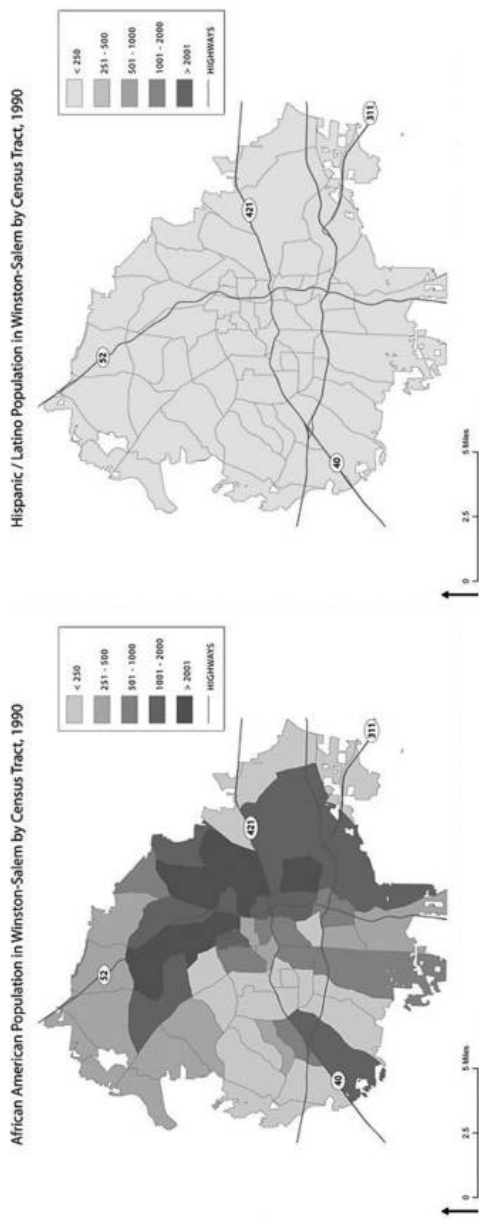 African American Population in Winston-Salem by Census Tract, 1990
< 250
251 - 500
501 - 1000
1001 - 2000
> 2001
HIGHWAYS
52
421
311
40
0
2.5
5 Miles
Hispanic / Latino Population in Winston-Salem by Census Tract, 1990
< 250
251 - 500
501 - 1000
1001 - 2000
> 2001
HIGHWAYS
52
421
311
40
0
2.5
5 Miles